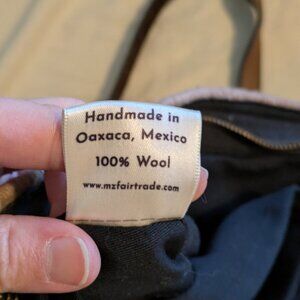 Handmade in
Oaxaca, Mexico
100% Wool
www.mzfairtrade.com